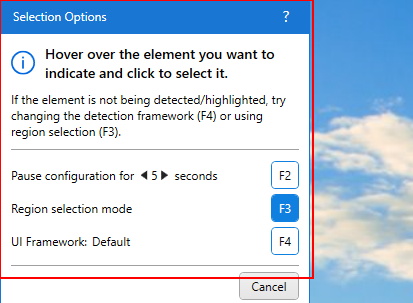 Selection Options ?
Hover over the element you want to
indicate and click to select it.
If the element is not being detected/highlighted, try
changing the detection framework (F4) or using
region selection (F3).
Pause configuration for ◀ 5 ▶ seconds F2
Region selection mode F3
UI Framework: Default F4
Cancel